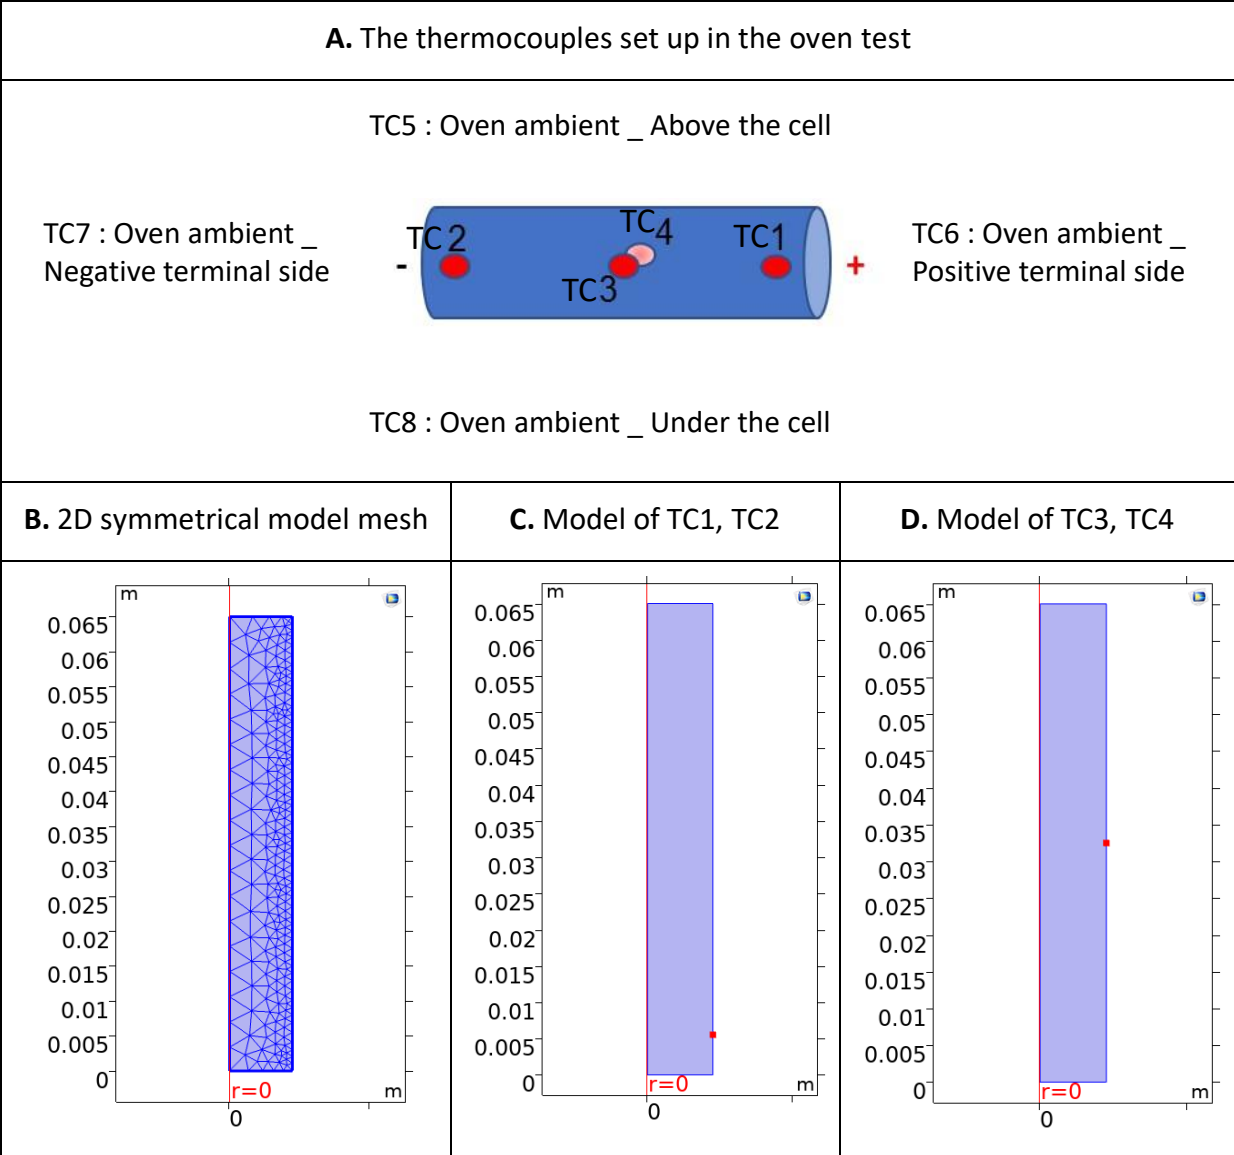 A. The thermocouples set up in the oven test
TC5 : Oven ambient _ Above the cell
TC7 : Oven ambient _
Negative terminal side
-
TC 2
TC4
TC3
TC1
+
TC6 : Oven ambient _
Positive terminal side
TC8 : Oven ambient _ Under the cell
B. 2D symmetrical model mesh
C. Model of TC1, TC2
D. Model of TC3, TC4
m
0.065
0.06
0.055
0.05
0.045
0.04
0.035
0.03
0.025
0.02
0.015
0.01
0.005
0
r=0
m
0
m
0.065
0.06
0.055
0.05
0.045
0.04
0.035
0.03
0.025
0.02
0.015
0.01
0.005
0
r=0
m
0
m
0.065
0.06
0.055
0.05
0.045
0.04
0.035
0.03
0.025
0.02
0.015
0.01
0.005
0
r=0
m
0